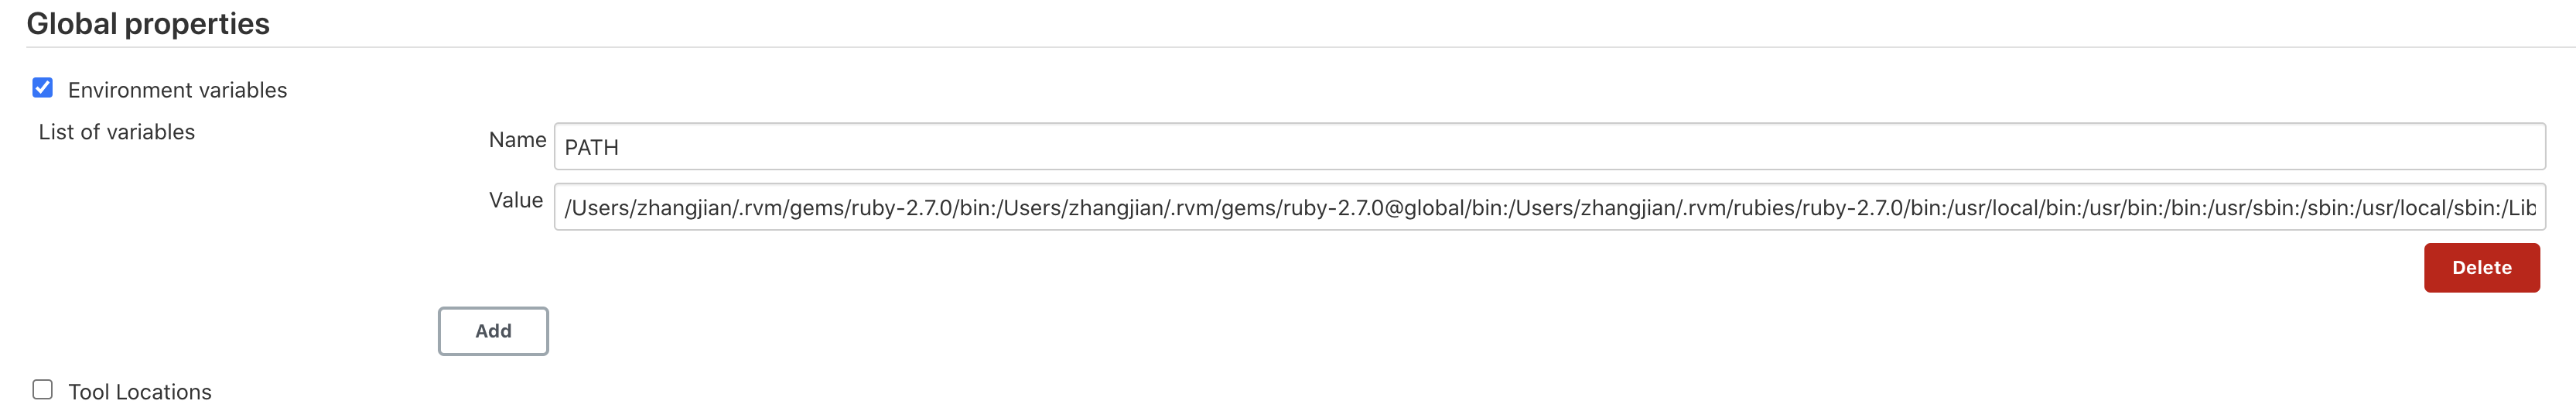 Global properties
Environment variables
List of variables
Name PATH
Value /Users/zhangjian/.rvm/gems/ruby-2.7.0/bin:/Users/zhangjian/.rvm/gems/ruby-2.7.0@global/bin:/Users/zhangjian/.rvm/rubies/ruby-2.7.0/bin:/usr/local/bin:/usr/bin:/bin:/usr/sbin:/sbin:/usr/local/sbin:/Lib
Delete
Add
Tool Locations